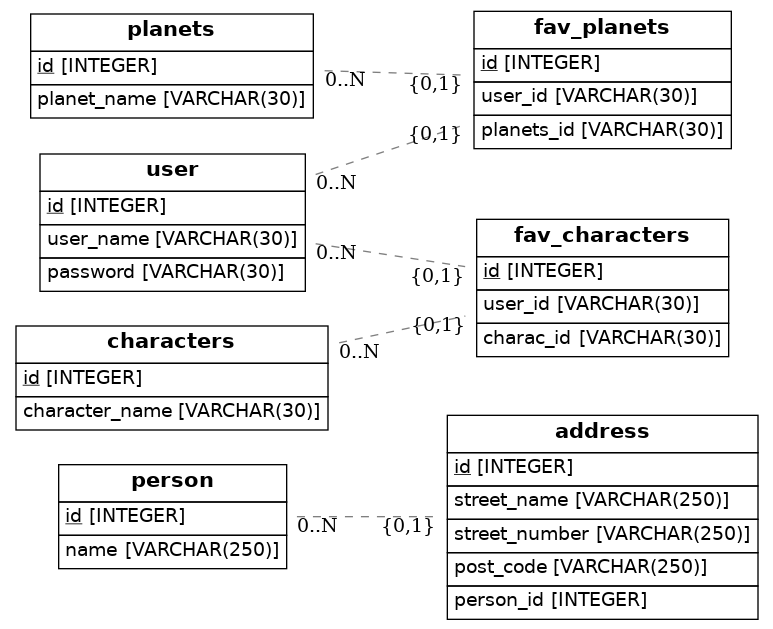 planets
id [INTEGER]
planet_name [VARCHAR(30)]
fav_planets
id [INTEGER]
user_id [VARCHAR(30)]
planets_id [VARCHAR(30)]
0..N
{0,1}
user
id [INTEGER]
user_name [VARCHAR(30)]
password [VARCHAR(30)]
0..N
{0,1}
fav_characters
id [INTEGER]
user_id [VARCHAR(30)]
charac_id [VARCHAR(30)]
0..N
{0,1}
characters
id [INTEGER]
character_name [VARCHAR(30)]
0..N
{0,1}
person
id [INTEGER]
name [VARCHAR(250)]
0..N
{0,1}
address
id [INTEGER]
street_name [VARCHAR(250)]
street_number [VARCHAR(250)]
post_code [VARCHAR(250)]
person_id [INTEGER]